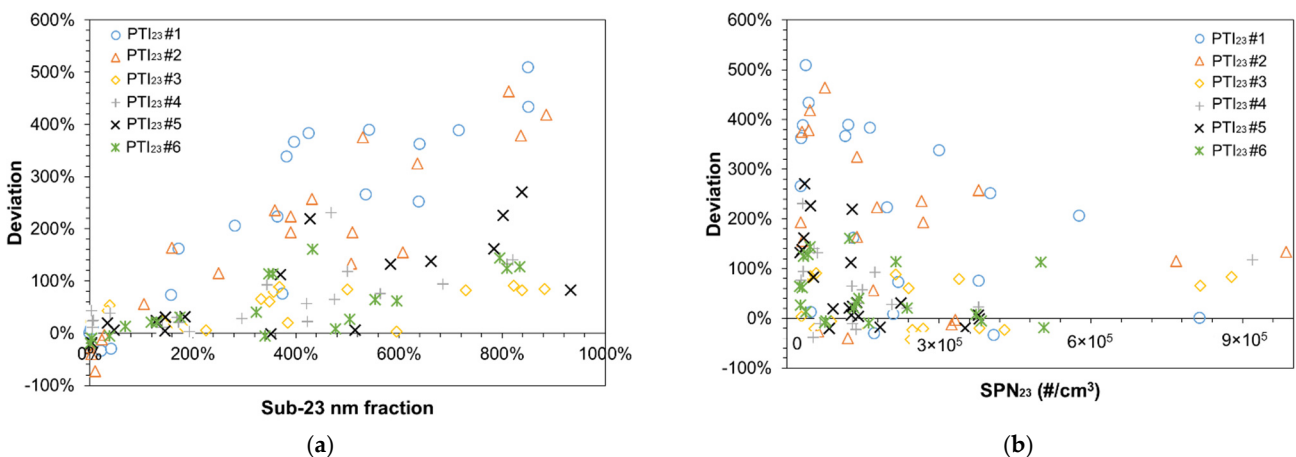 600%
500%
400%
300%
200%
100%
0%
-100%
Deviation
PTI23 #1
PTI23 #2
PTI23 #3
PTI23 #4
PTI23 #5
PTI23 #6
0% 200% 400% 600% 800% 1000%
Sub-23 nm fraction
(a)
600%
500%
400%
300%
200%
100%
0%
-100%
Deviation
PTI23 #1
PTI23 #2
PTI23 #3
PTI23 #4
PTI23 #5
PTI23 #6
0 3×10⁵ 6×10⁵ 9×10⁵
SPN23 (#/cm³)
(b)